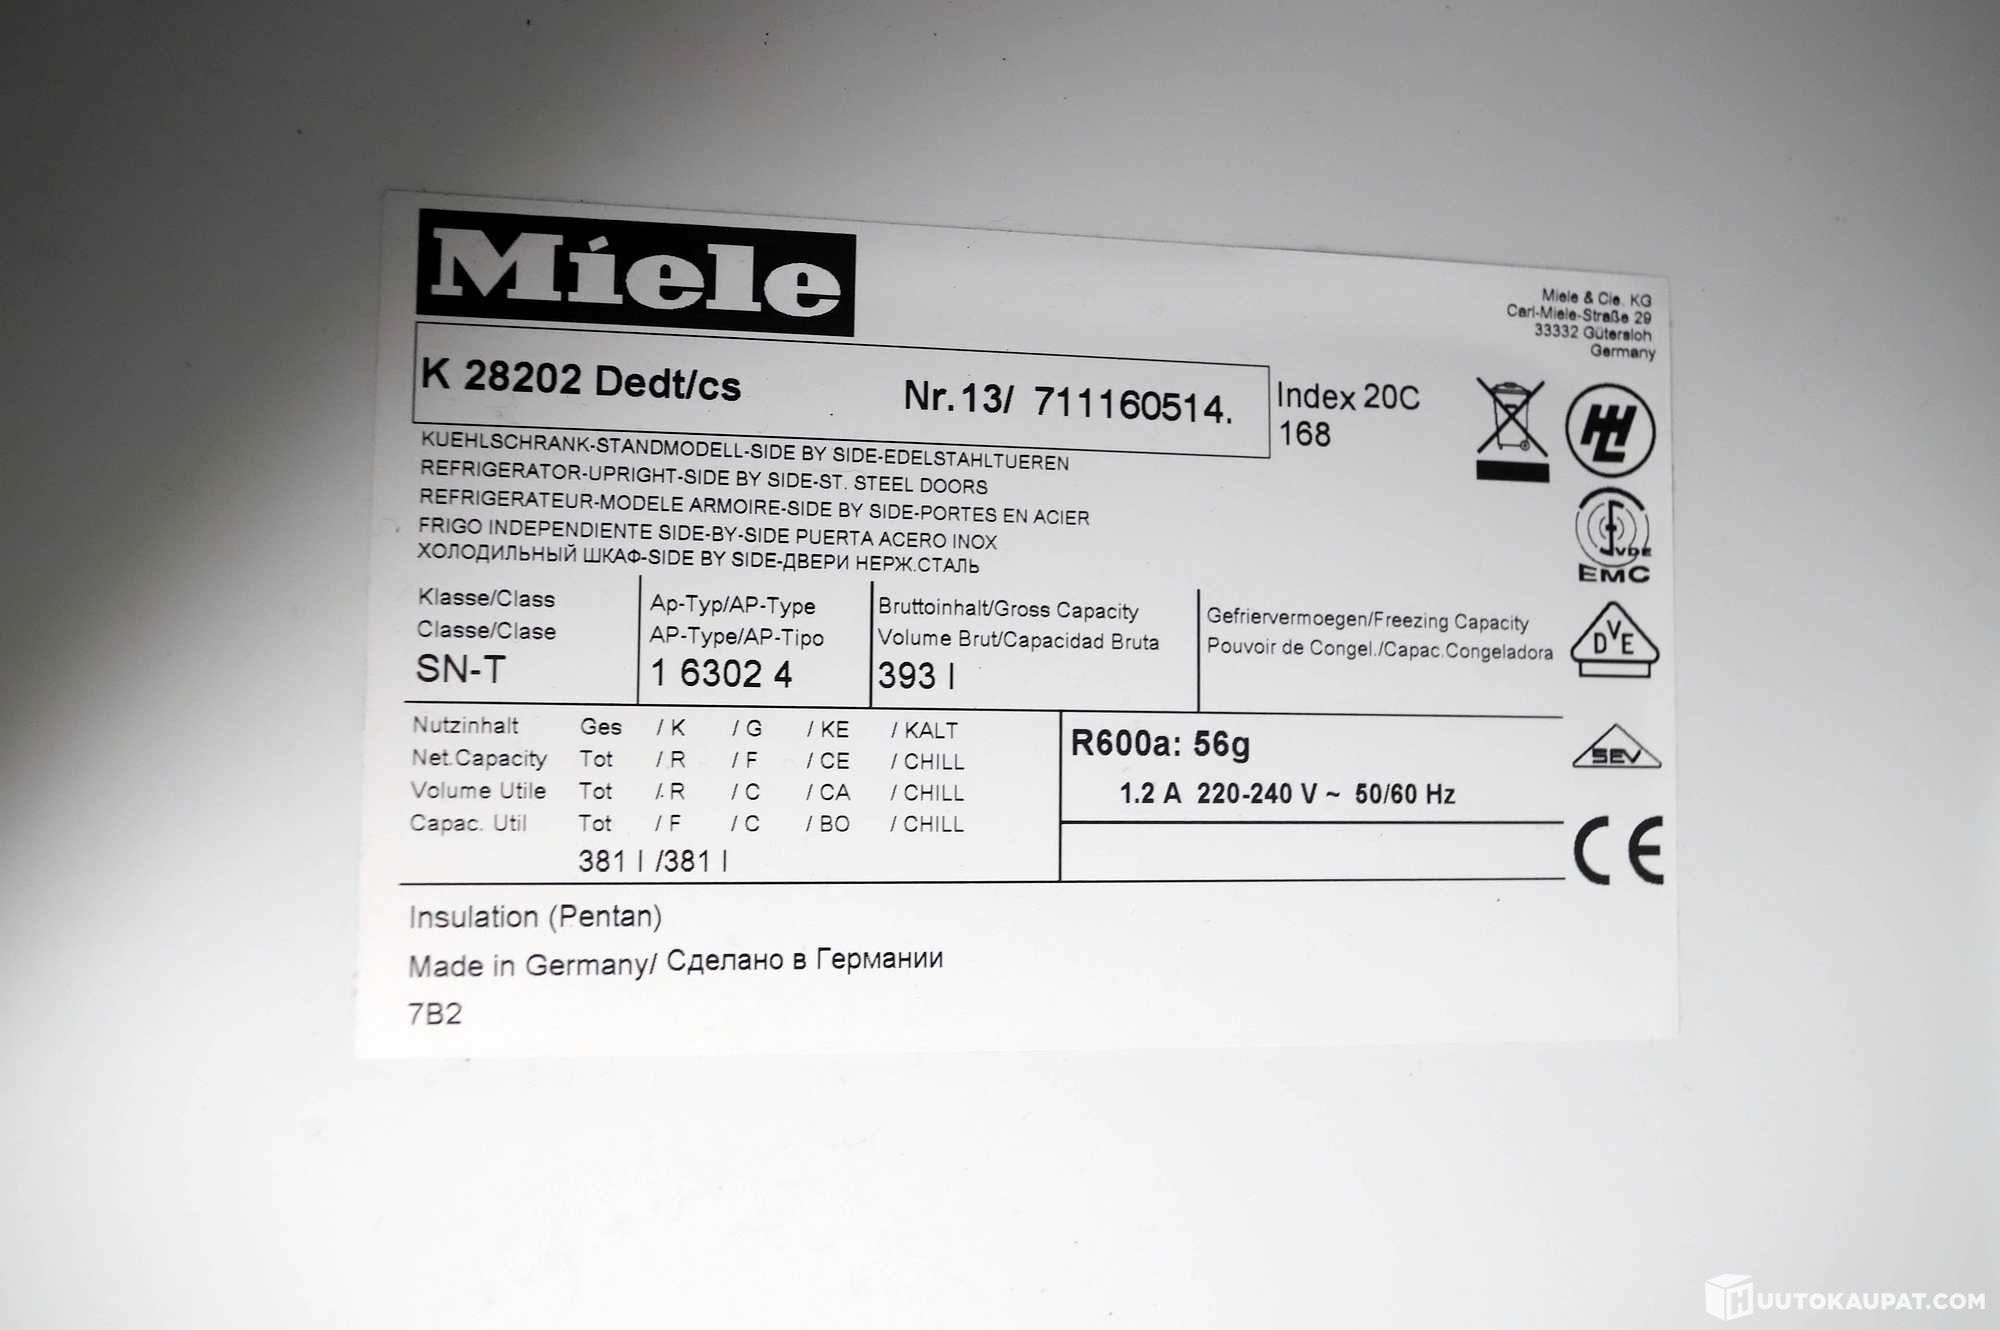 Miele
Miele & Cie. KG
Carl-Miele-Straße 29
33332 Gütersloh
Germany
K 28202 Dedt/cs Nr.13/ 711160514. Index 20C
168
KUEHLSCHRANK-STANDMODELL-SIDE BY SIDE-EDELSTAHLTUEREN
REFRIGERATOR-UPRIGHT-SIDE BY SIDE-ST. STEEL DOORS
REFRIGERATEUR-MODELE ARMOIRE-SIDE BY SIDE-PORTES EN ACIER
FRIGO INDEPENDIENTE SIDE-BY-SIDE PUERTA ACERO INOX
ХОЛОДИЛЬНЫЙ ШКАФ-SIDE BY SIDE-ДВЕРИ НЕРЖ.СТАЛЬ
VDE
EMC
Klasse/Class
Classe/Clase
SN-T
Ap-Typ/AP-Type
AP-Type/AP-Tipo
1 6302 4
Bruttoinhalt/Gross Capacity
Volume Brut/Capacidad Bruta
393 l
Gefriervermoegen/Freezing Capacity
Pouvoir de Congel./Capac.Congeladora
DVE
Nutzinhalt Ges / K / G / KE / KALT
Net.Capacity Tot / R / F / CE / CHILL
Volume Utile Tot /. R / C / CA / CHILL
Capac. Util Tot / F / C / BO / CHILL
381 l /381 l
R600a: 56g
1.2 A 220-240 V ~ 50/60 Hz
SEV
CE
Insulation (Pentan)
Made in Germany/ Сделано в Германии
7B2
HUUTOKAUPAT.COM